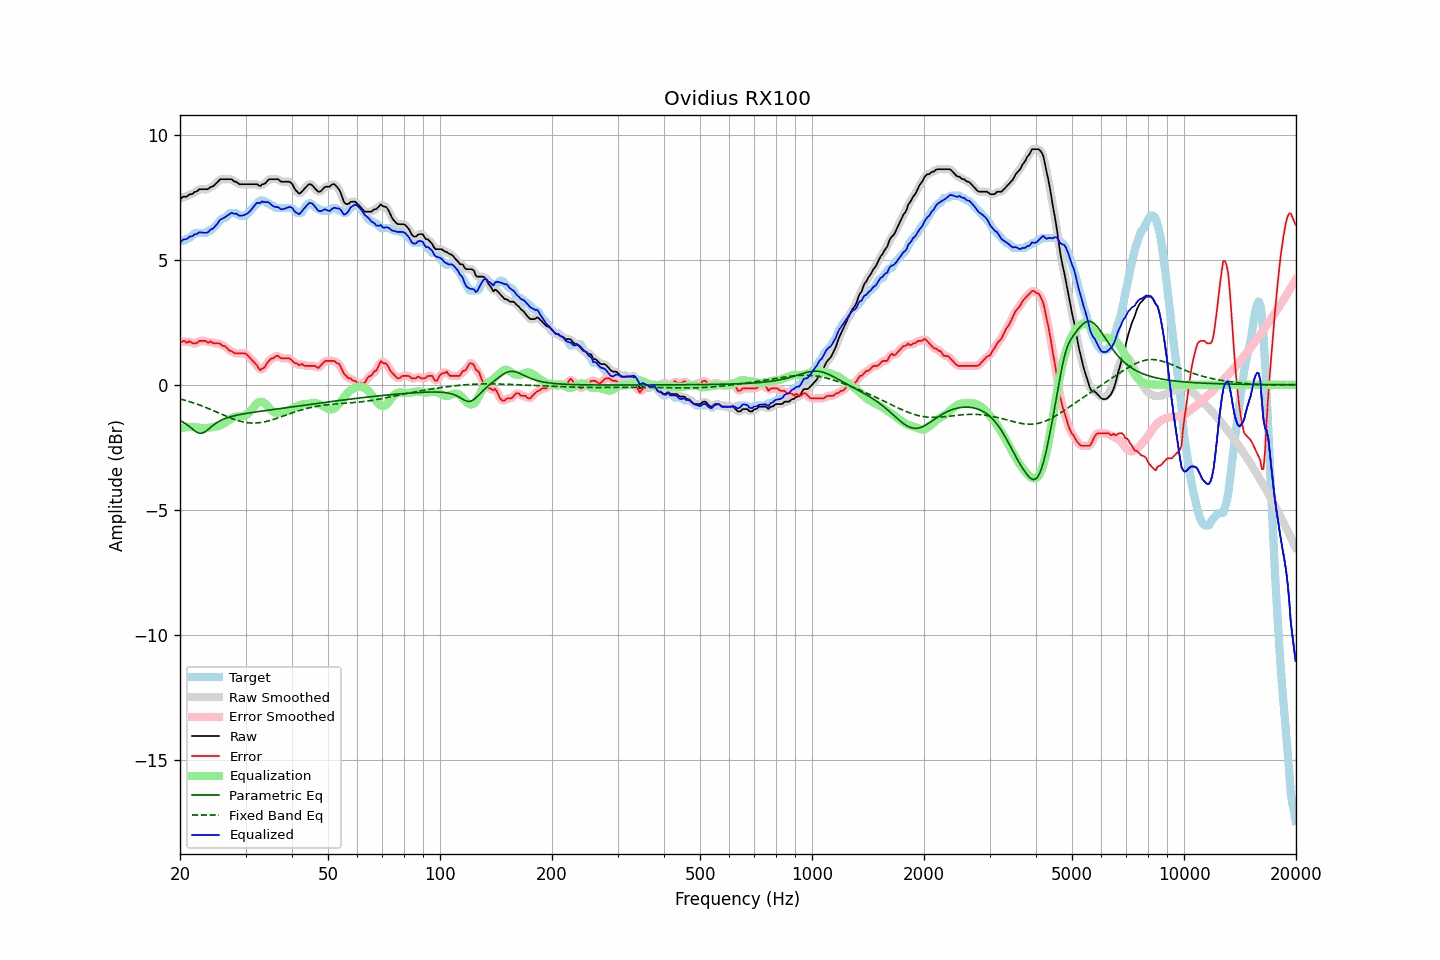 Ovidius RX100
10
5
0
−5
−10
−15
Amplitude (dBr)
Target
Raw Smoothed
Error Smoothed
Raw
Error
Equalization
Parametric Eq
Fixed Band Eq
Equalized
20 50 100 200 500 1000 2000 5000 10000 20000
Frequency (Hz)